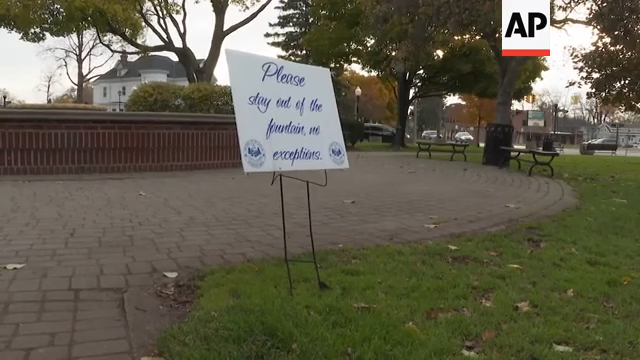 AP
Please
stay out of the
fountain, no
exceptions.